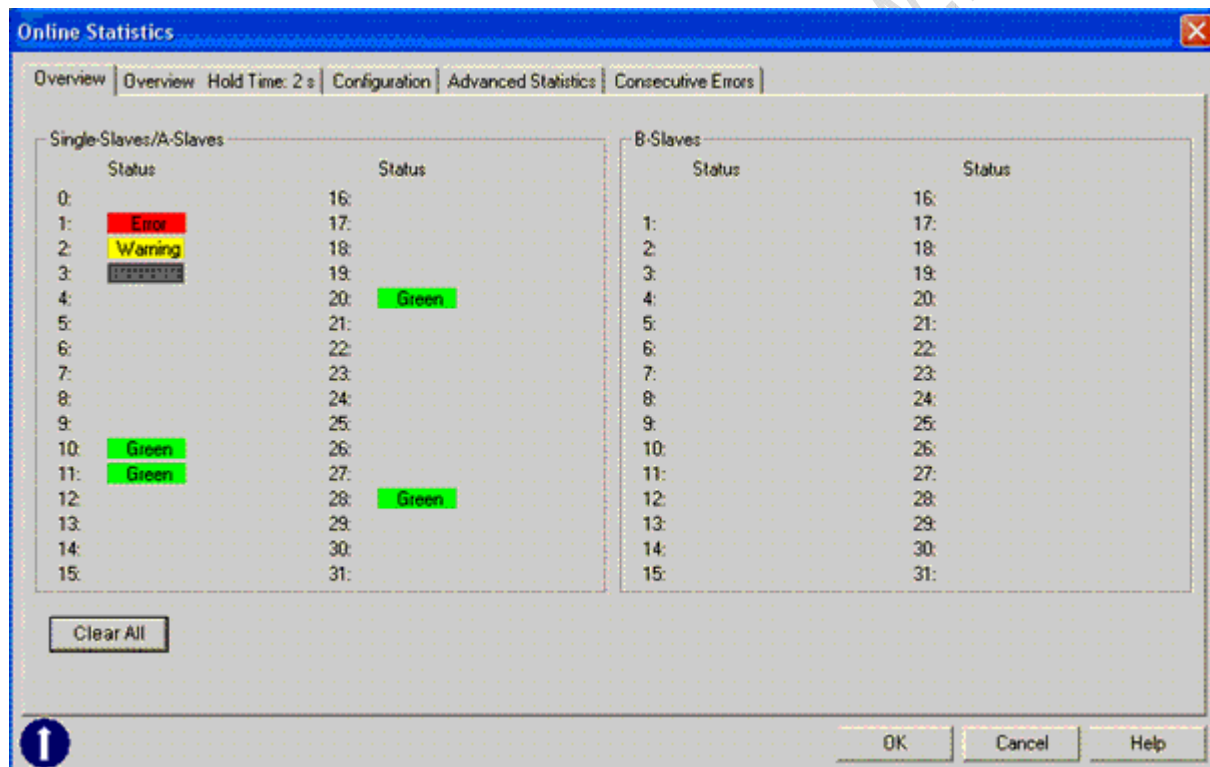 Online Statistics
Overview Overview Hold Time: 2 s Configuration Advanced Statistics Consecutive Errors
Single-Slaves/A-Slaves
Status Status
0: 16:
1: Error 17:
2: Warning 18:
3: 19:
4: 20: Green
5: 21:
6: 22:
7: 23:
8: 24:
9: 25:
10: Green 26:
11: Green 27:
12: 28: Green
13: 29:
14: 30:
15: 31:
B-Slaves
Status Status
16:
1: 17:
2: 18:
3: 19:
4: 20:
5: 21:
6: 22:
7: 23:
8: 24:
9: 25:
10: 26:
11: 27:
12: 28:
13: 29:
14: 30:
15: 31:
Clear All
OK Cancel Help